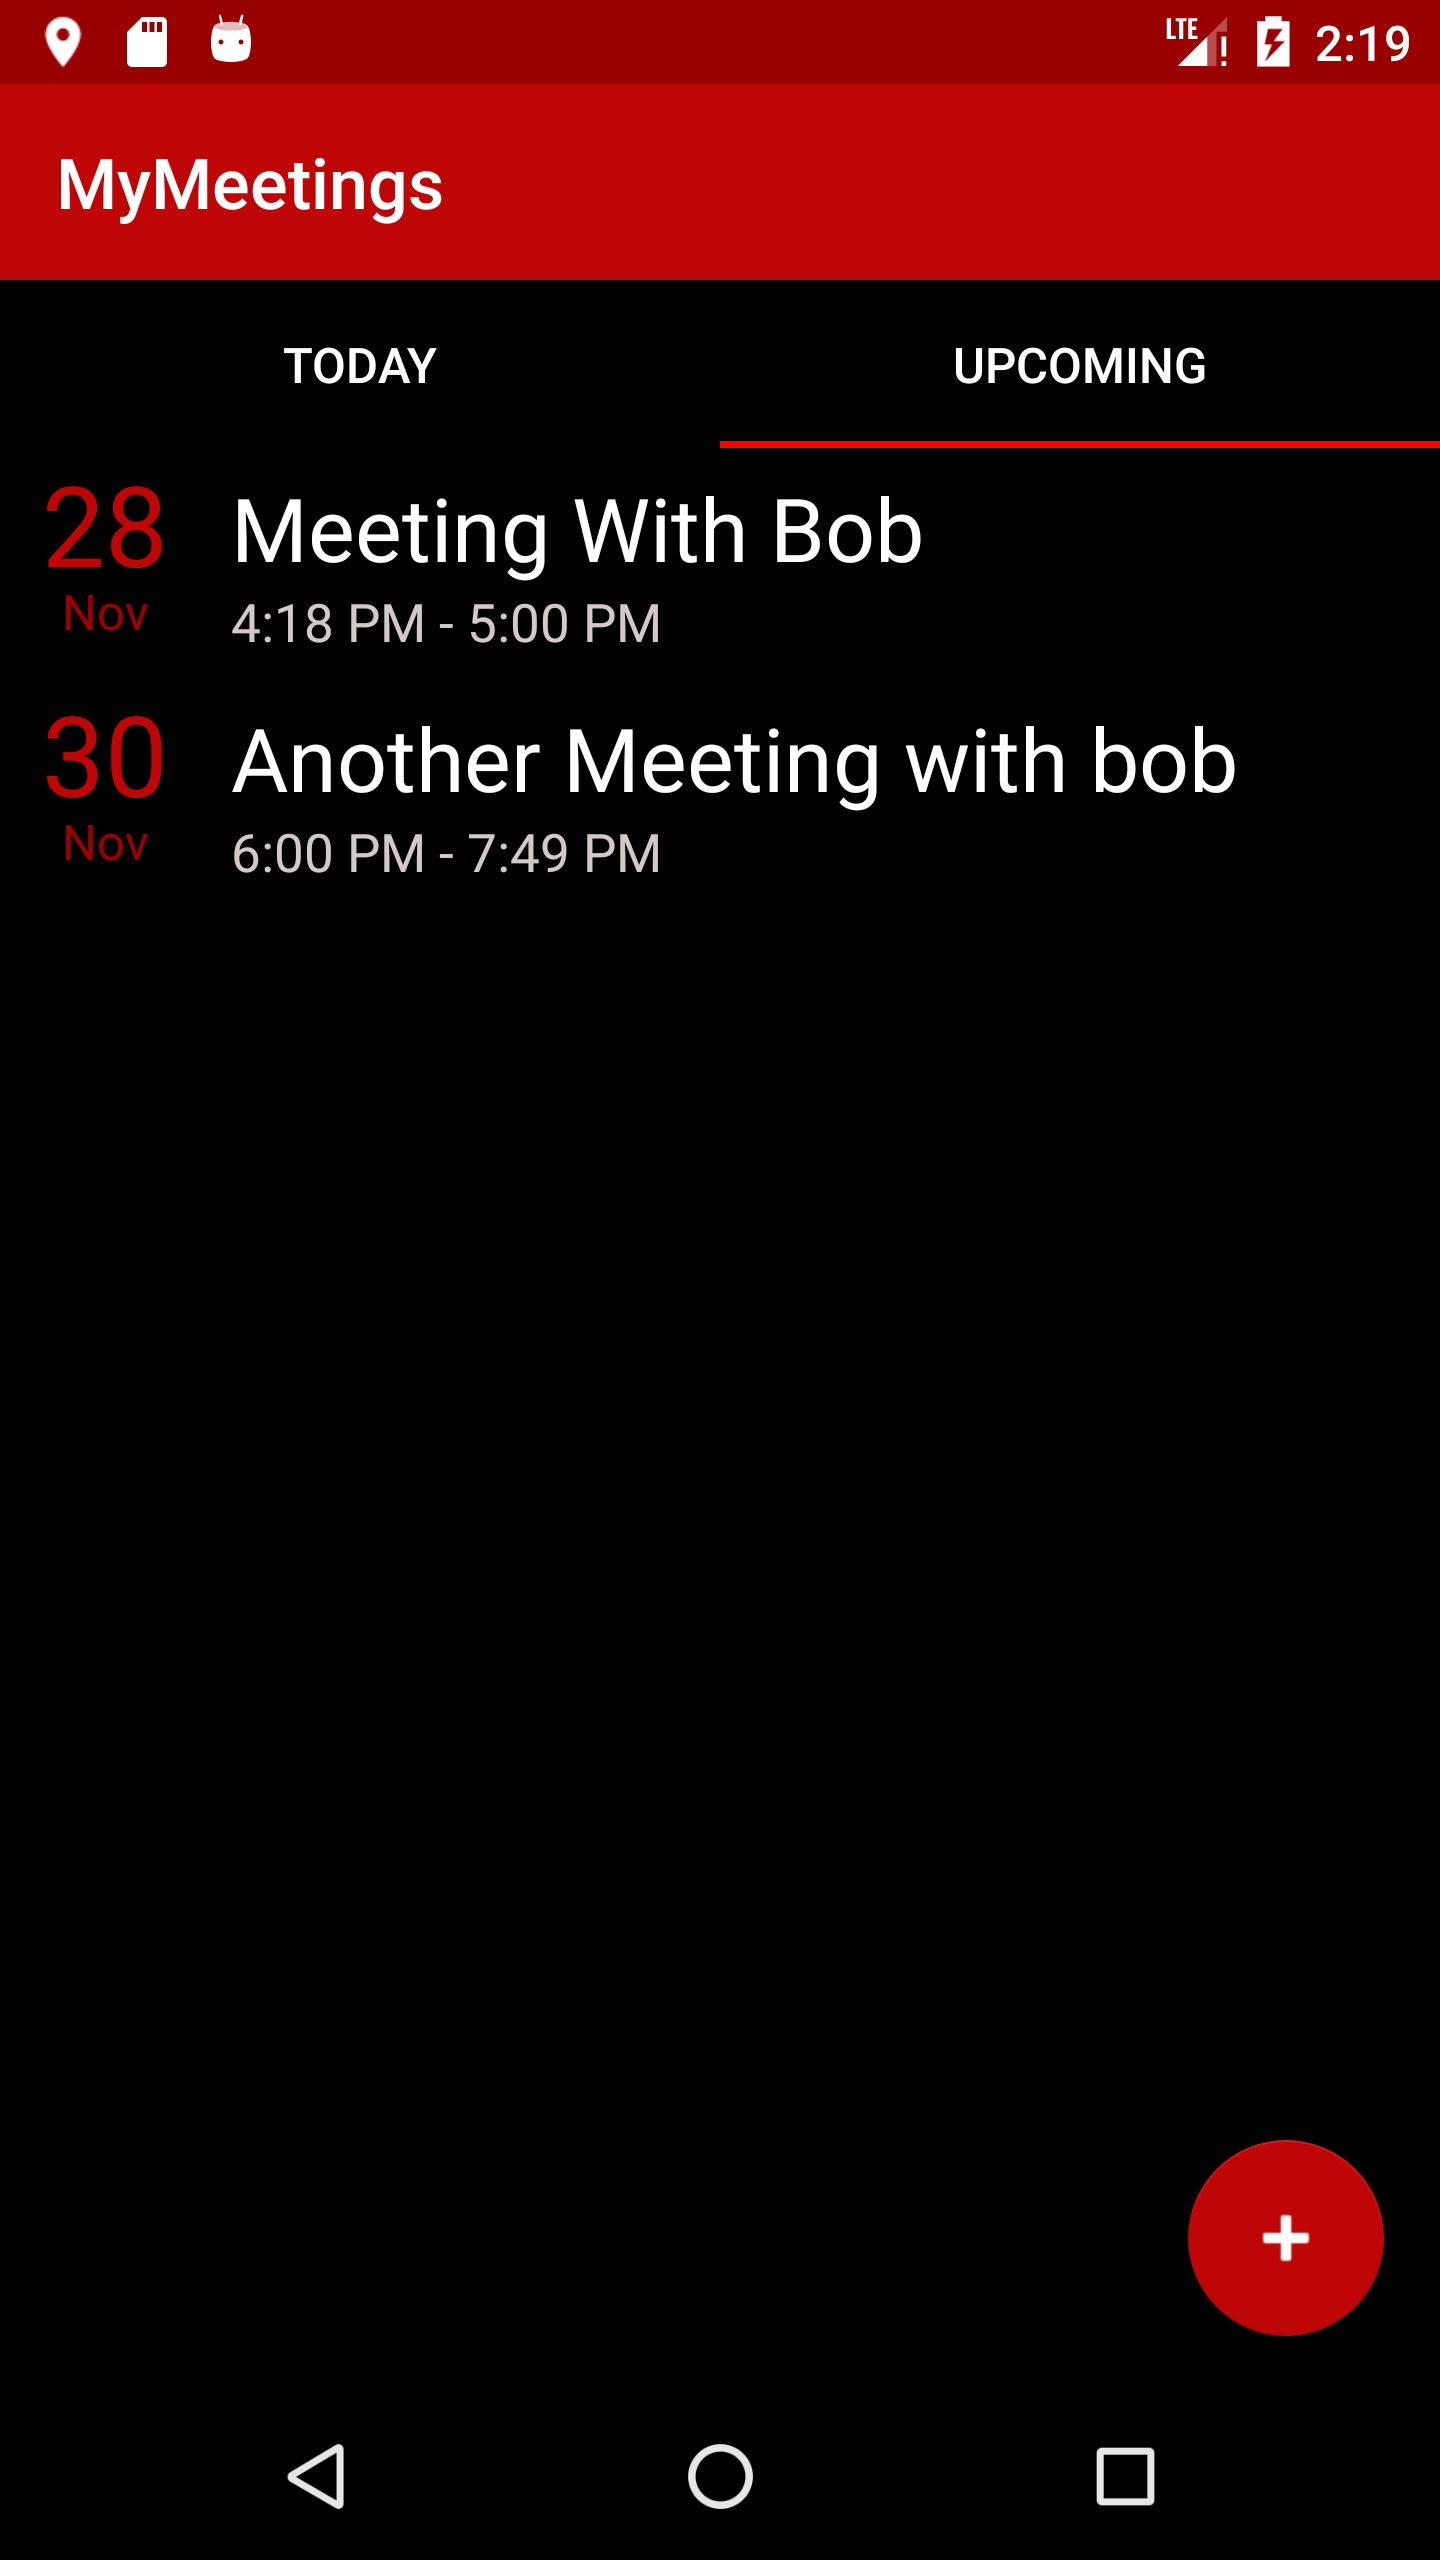 LTE 2:19
MyMeetings
TODAY UPCOMING
28 Meeting With Bob
Nov 4:18 PM - 5:00 PM
30 Another Meeting with bob
Nov 6:00 PM - 7:49 PM